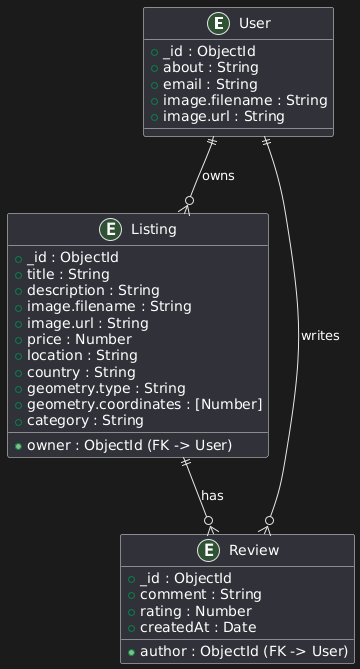 E User
_id : ObjectId
about : String
email : String
image.filename : String
image.url : String
owns
E Listing
_id : ObjectId
title : String
description : String
image.filename : String
image.url : String
price : Number
location : String
country : String
geometry.type : String
geometry.coordinates : [Number]
category : String
owner : ObjectId (FK -> User)
writes
has
E Review
_id : ObjectId
comment : String
rating : Number
createdAt : Date
author : ObjectId (FK -> User)